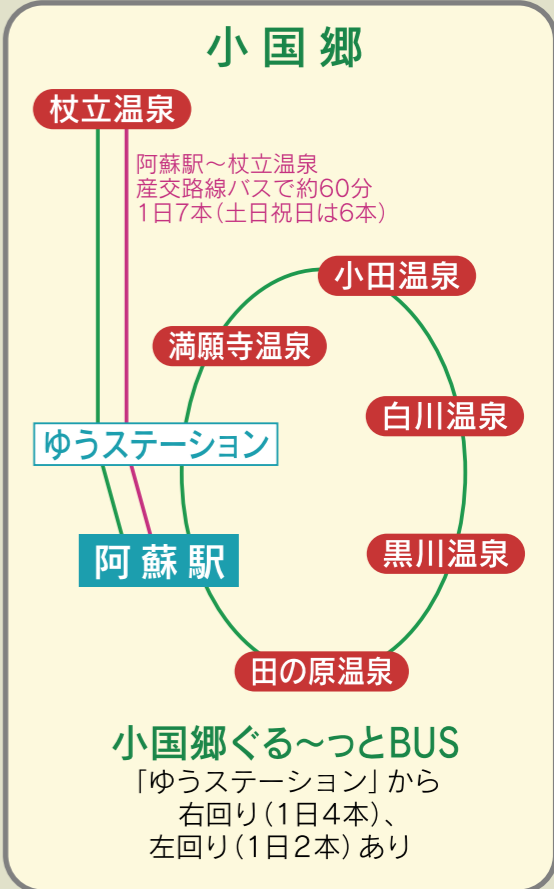 小国郷
杖立温泉
阿蘇駅～杖立温泉
産交路線バスで約60分
1日7本（土日祝日は6本）
小田温泉
満願寺温泉
白川温泉
ゆうステーション
黒川温泉
阿蘇駅
田の原温泉
小国郷ぐる～っとBUS
「ゆうステーション」から
右回り（1日4本）、
左回り（1日2本）あり